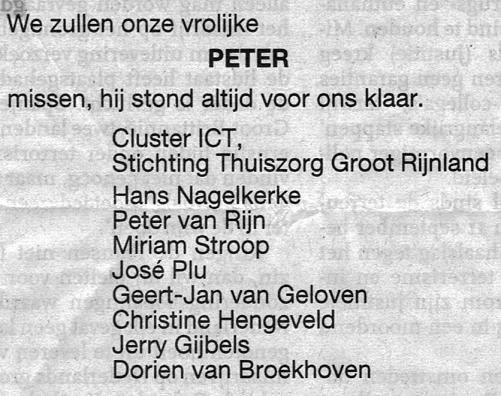 We zullen onze vrolijke
PETER
missen, hij stond altijd voor ons klaar.
Cluster ICT,
Stichting Thuiszorg Groot Rijnland
Hans Nagelkerke
Peter van Rijn
Miriam Stroop
José Plu
Geert-Jan van Geloven
Christine Hengeveld
Jerry Gijbels
Dorien van Broekhoven